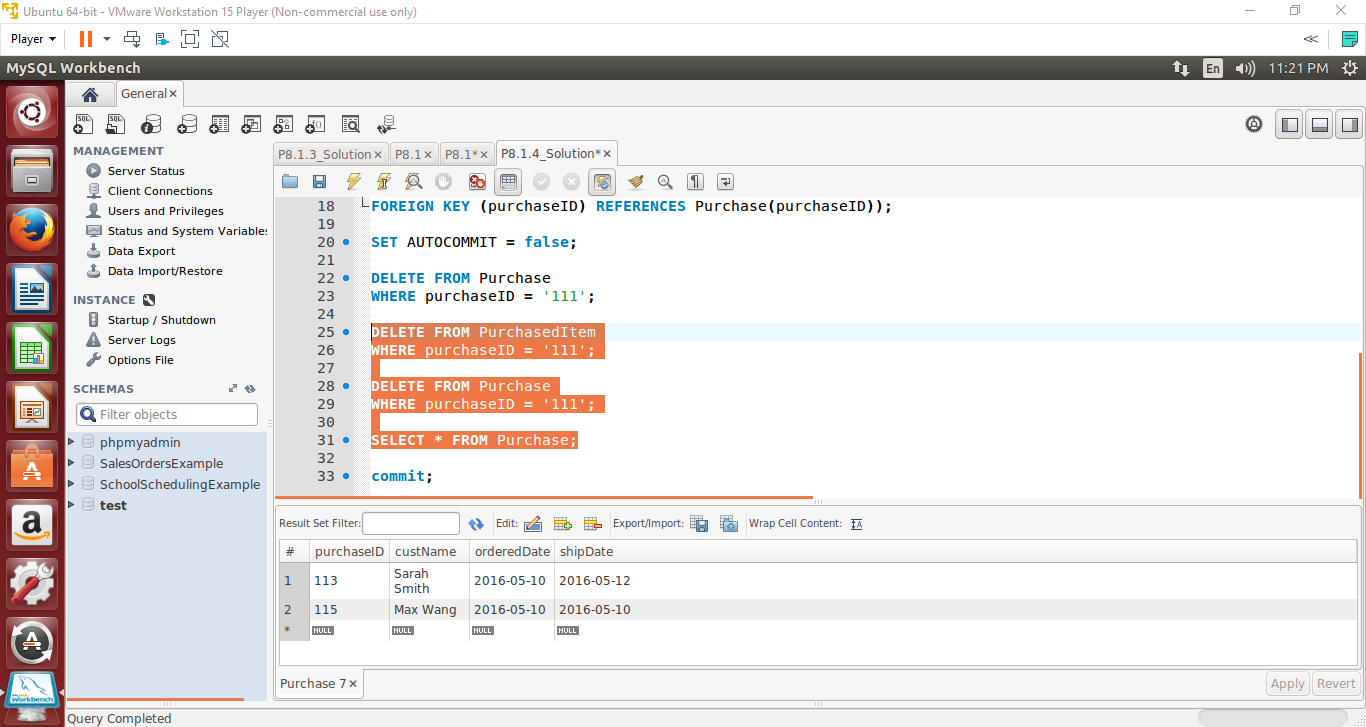 Ubuntu 64-bit - VMware Workstation 15 Player (Non-commercial use only)
Player
MySQL Workbench
En
11:21 PM
General
MANAGEMENT
Server Status
Client Connections
Users and Privileges
Status and System Variables
Data Export
Data Import/Restore
INSTANCE
Startup / Shutdown
Server Logs
Options File
SCHEMAS
Filter objects
phpmyadmin
SalesOrdersExample
SchoolSchedulingExample
test
P8.1.3_Solution
P8.1
P8.1*
P8.1.4_Solution*
18 FOREIGN KEY (purchaseID) REFERENCES Purchase(purchaseID));
19
20 SET AUTOCOMMIT = false;
21
22 DELETE FROM Purchase
23 WHERE purchaseID = '111';
24
25 DELETE FROM PurchasedItem
26 WHERE purchaseID = '111';
27
28 DELETE FROM Purchase
29 WHERE purchaseID = '111';
30
31 SELECT * FROM Purchase;
32
33 commit;
Result Set Filter: Edit: Export/Import: Wrap Cell Content: IA
# purchaseID custName orderedDate shipDate
1 113 Sarah Smith 2016-05-10 2016-05-12
2 115 Max Wang 2016-05-10 2016-05-10
* NULL NULL NULL NULL
Purchase 7
Apply Revert
Query Completed